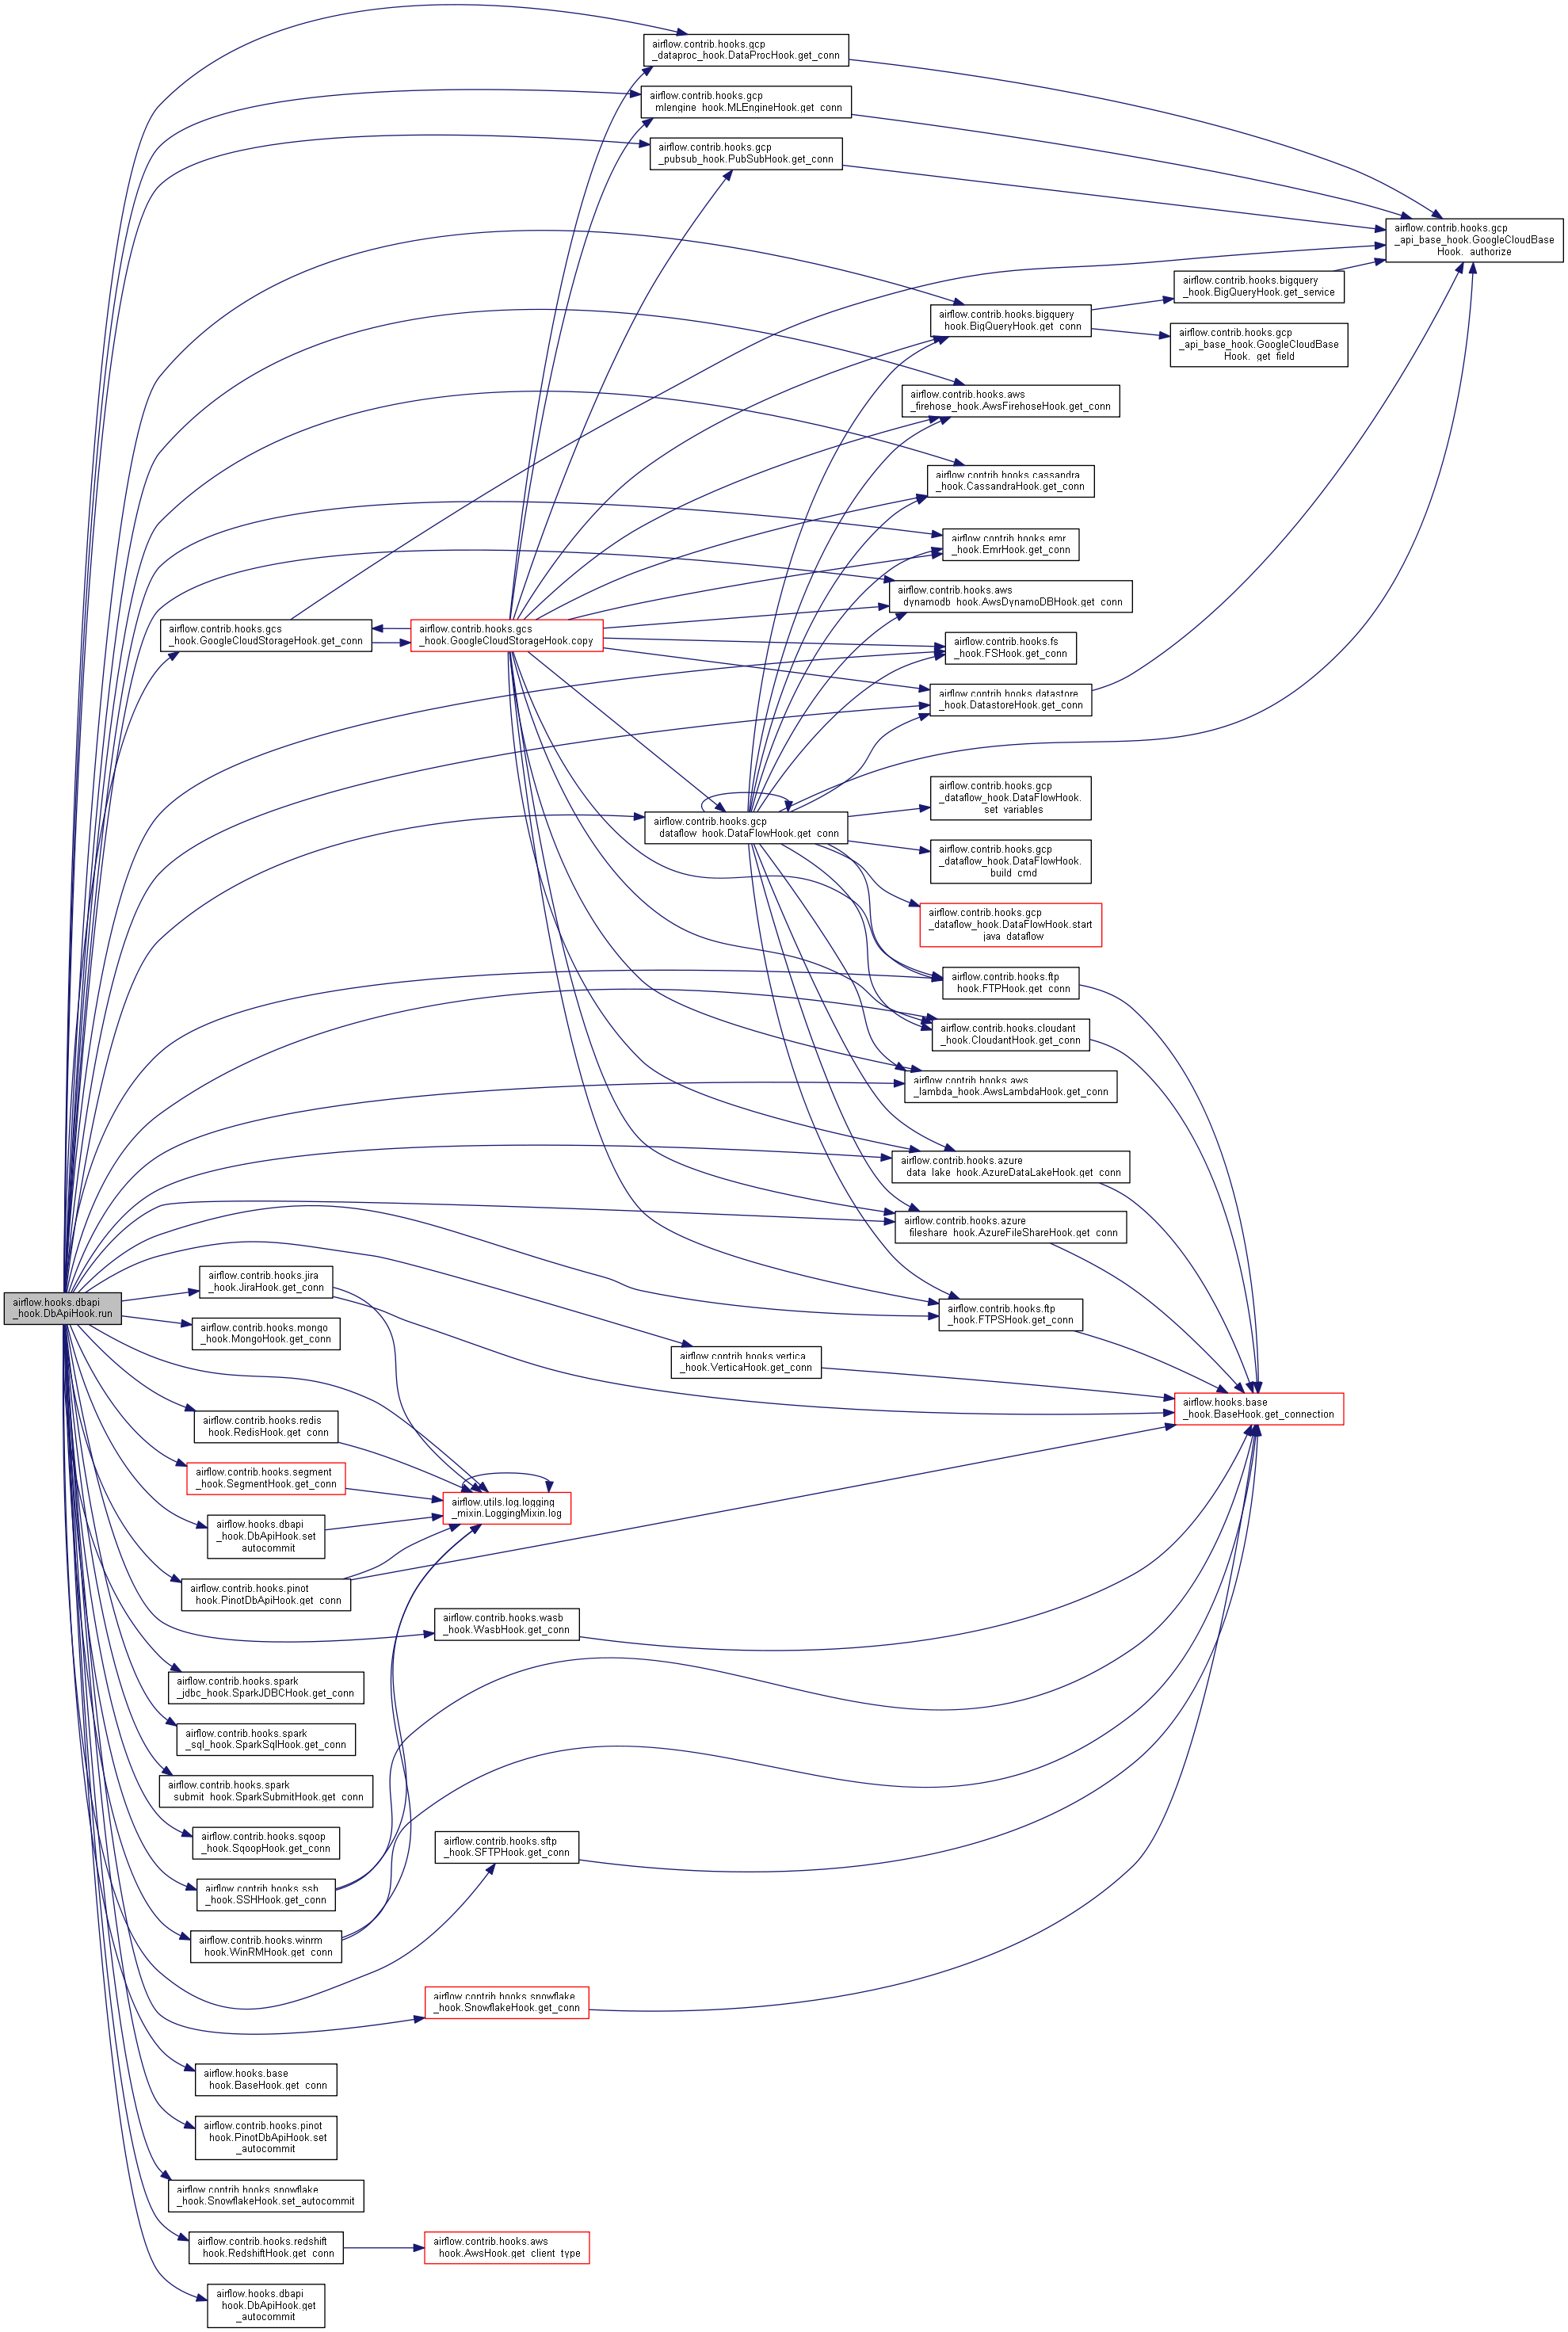 airflow.contrib.hooks.gcp
_dataproc_hook.DataProcHook.get_conn
airflow.contrib.hooks.gcp
_mlengine_hook.MLEngineHook.get_conn
airflow.contrib.hooks.gcp
_pubsub_hook.PubSubHook.get_conn
airflow.contrib.hooks.gcp
_api_base_hook.GoogleCloudBase
Hook._authorize
airflow.contrib.hooks.bigquery
_hook.BigQueryHook.get_service
airflow.contrib.hooks.bigquery
_hook.BigQueryHook.get_conn
airflow.contrib.hooks.gcp
_api_base_hook.GoogleCloudBase
Hook._get_field
airflow.contrib.hooks.aws
_firehose_hook.AwsFirehoseHook.get_conn
airflow.contrib.hooks.cassandra
_hook.CassandraHook.get_conn
airflow.contrib.hooks.emr
_hook.EmrHook.get_conn
airflow.contrib.hooks.aws
_dynamodb_hook.AwsDynamoDBHook.get_conn
airflow.contrib.hooks.gcs
_hook.GoogleCloudStorageHook.get_conn
airflow.contrib.hooks.gcs
_hook.GoogleCloudStorageHook.copy
airflow.contrib.hooks.fs
_hook.FSHook.get_conn
airflow.contrib.hooks.datastore
_hook.DatastoreHook.get_conn
airflow.contrib.hooks.gcp
_dataflow_hook.DataFlowHook.
set_variables
airflow.contrib.hooks.gcp
_dataflow_hook.DataFlowHook.get_conn
airflow.contrib.hooks.gcp
_dataflow_hook.DataFlowHook.
build_cmd
airflow.contrib.hooks.gcp
_dataflow_hook.DataFlowHook.start
_java_dataflow
airflow.contrib.hooks.ftp
_hook.FTPHook.get_conn
airflow.contrib.hooks.cloudant
_hook.CloudantHook.get_conn
airflow.contrib.hooks.aws
_lambda_hook.AwsLambdaHook.get_conn
airflow.contrib.hooks.azure
_data_lake_hook.AzureDataLakeHook.get_conn
airflow.contrib.hooks.azure
_fileshare_hook.AzureFileShareHook.get_conn
airflow.contrib.hooks.jira
_hook.JiraHook.get_conn
airflow.hooks.dbapi
_hook.DbApiHook.run
airflow.contrib.hooks.ftp
_hook.FTPSHook.get_conn
airflow.contrib.hooks.mongo
_hook.MongoHook.get_conn
airflow.contrib.hooks.vertica
_hook.VerticaHook.get_conn
airflow.hooks.base
_hook.BaseHook.get_connection
airflow.contrib.hooks.redis
_hook.RedisHook.get_conn
airflow.contrib.hooks.segment
_hook.SegmentHook.get_conn
airflow.utils.log.logging
_mixin.LoggingMixin.log
airflow.hooks.dbapi
_hook.DbApiHook.set
_autocommit
airflow.contrib.hooks.pinot
_hook.PinotDbApiHook.get_conn
airflow.contrib.hooks.wasb
_hook.WasbHook.get_conn
airflow.contrib.hooks.spark
_jdbc_hook.SparkJDBCHook.get_conn
airflow.contrib.hooks.spark
_sql_hook.SparkSqlHook.get_conn
airflow.contrib.hooks.spark
_submit_hook.SparkSubmitHook.get_conn
airflow.contrib.hooks.sqoop
_hook.SqoopHook.get_conn
airflow.contrib.hooks.sftp
_hook.SFTPHook.get_conn
airflow.contrib.hooks.ssh
_hook.SSHHook.get_conn
airflow.contrib.hooks.winrm
_hook.WinRMHook.get_conn
airflow.contrib.hooks.snowflake
_hook.SnowflakeHook.get_conn
airflow.hooks.base
_hook.BaseHook.get_conn
airflow.contrib.hooks.pinot
_hook.PinotDbApiHook.set
_autocommit
airflow.contrib.hooks.snowflake
_hook.SnowflakeHook.set_autocommit
airflow.contrib.hooks.redshift
_hook.RedshiftHook.get_conn
airflow.contrib.hooks.aws
_hook.AwsHook.get_client_type
airflow.hooks.dbapi
_hook.DbApiHook.get
_autocommit